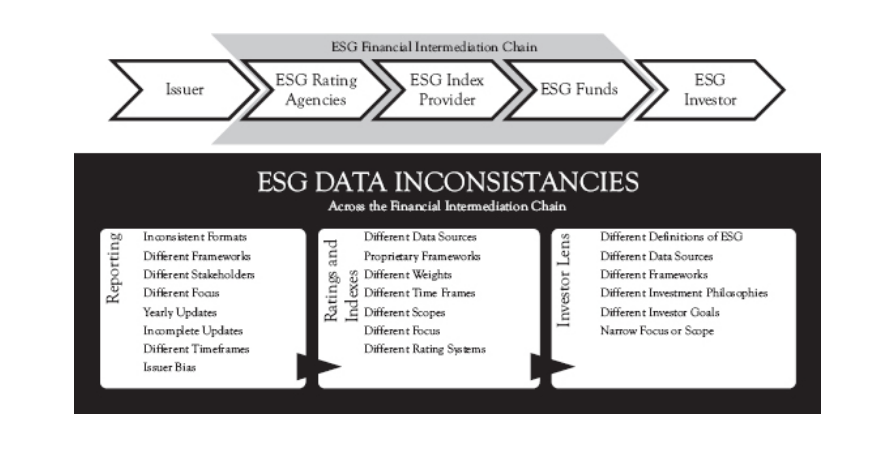 ESG Financial Intermediation Chain
Issuer
ESG Rating
Agencies
ESG Index
Provider
ESG Funds
ESG
Investor
ESG DATA INCONSISTANCIES
Across the Financial Intermediation Chain
Reporting
Inconsistent Formats
Different Frameworks
Different Stakeholders
Different Focus
Yearly Updates
Incomplete Updates
Different Timeframes
Issuer Bias
Ratings and
Indexes
Different Data Sources
Proprietary Frameworks
Different Weights
Different Time Frames
Different Scopes
Different Focus
Different Rating Systems
Investor Lens
Different Definitions of ESG
Different Data Sources
Different Frameworks
Different Investment Philosophies
Different Investor Goals
Narrow Focus or Scope